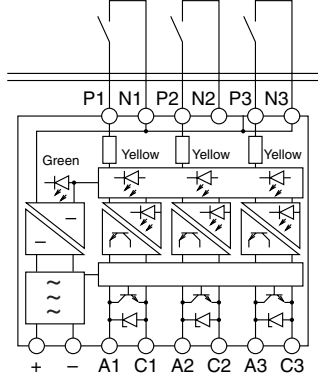 P1 N1 P2 N2 P3 N3
Green Yellow Yellow Yellow
+ − A1 C1 A2 C2 A3 C3